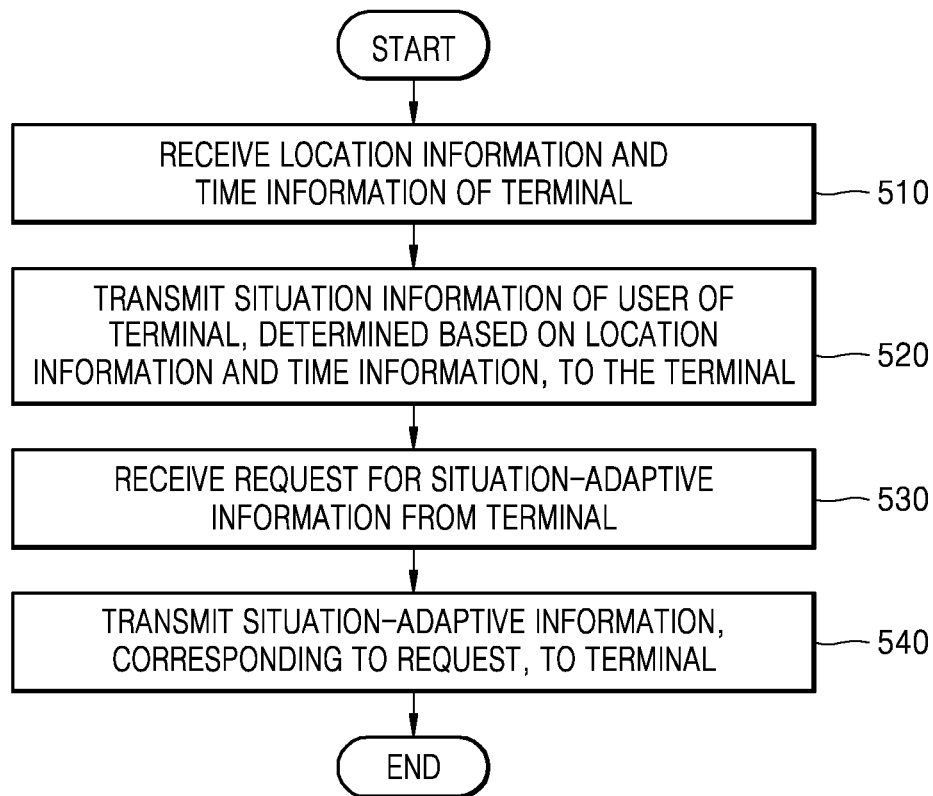 START
RECEIVE LOCATION INFORMATION AND
TIME INFORMATION OF TERMINAL
510
TRANSMIT SITUATION INFORMATION OF USER OF
TERMINAL, DETERMINED BASED ON LOCATION
INFORMATION AND TIME INFORMATION, TO THE TERMINAL
520
RECEIVE REQUEST FOR SITUATION-ADAPTIVE
INFORMATION FROM TERMINAL
530
TRANSMIT SITUATION-ADAPTIVE INFORMATION,
CORRESPONDING TO REQUEST, TO TERMINAL
540
END